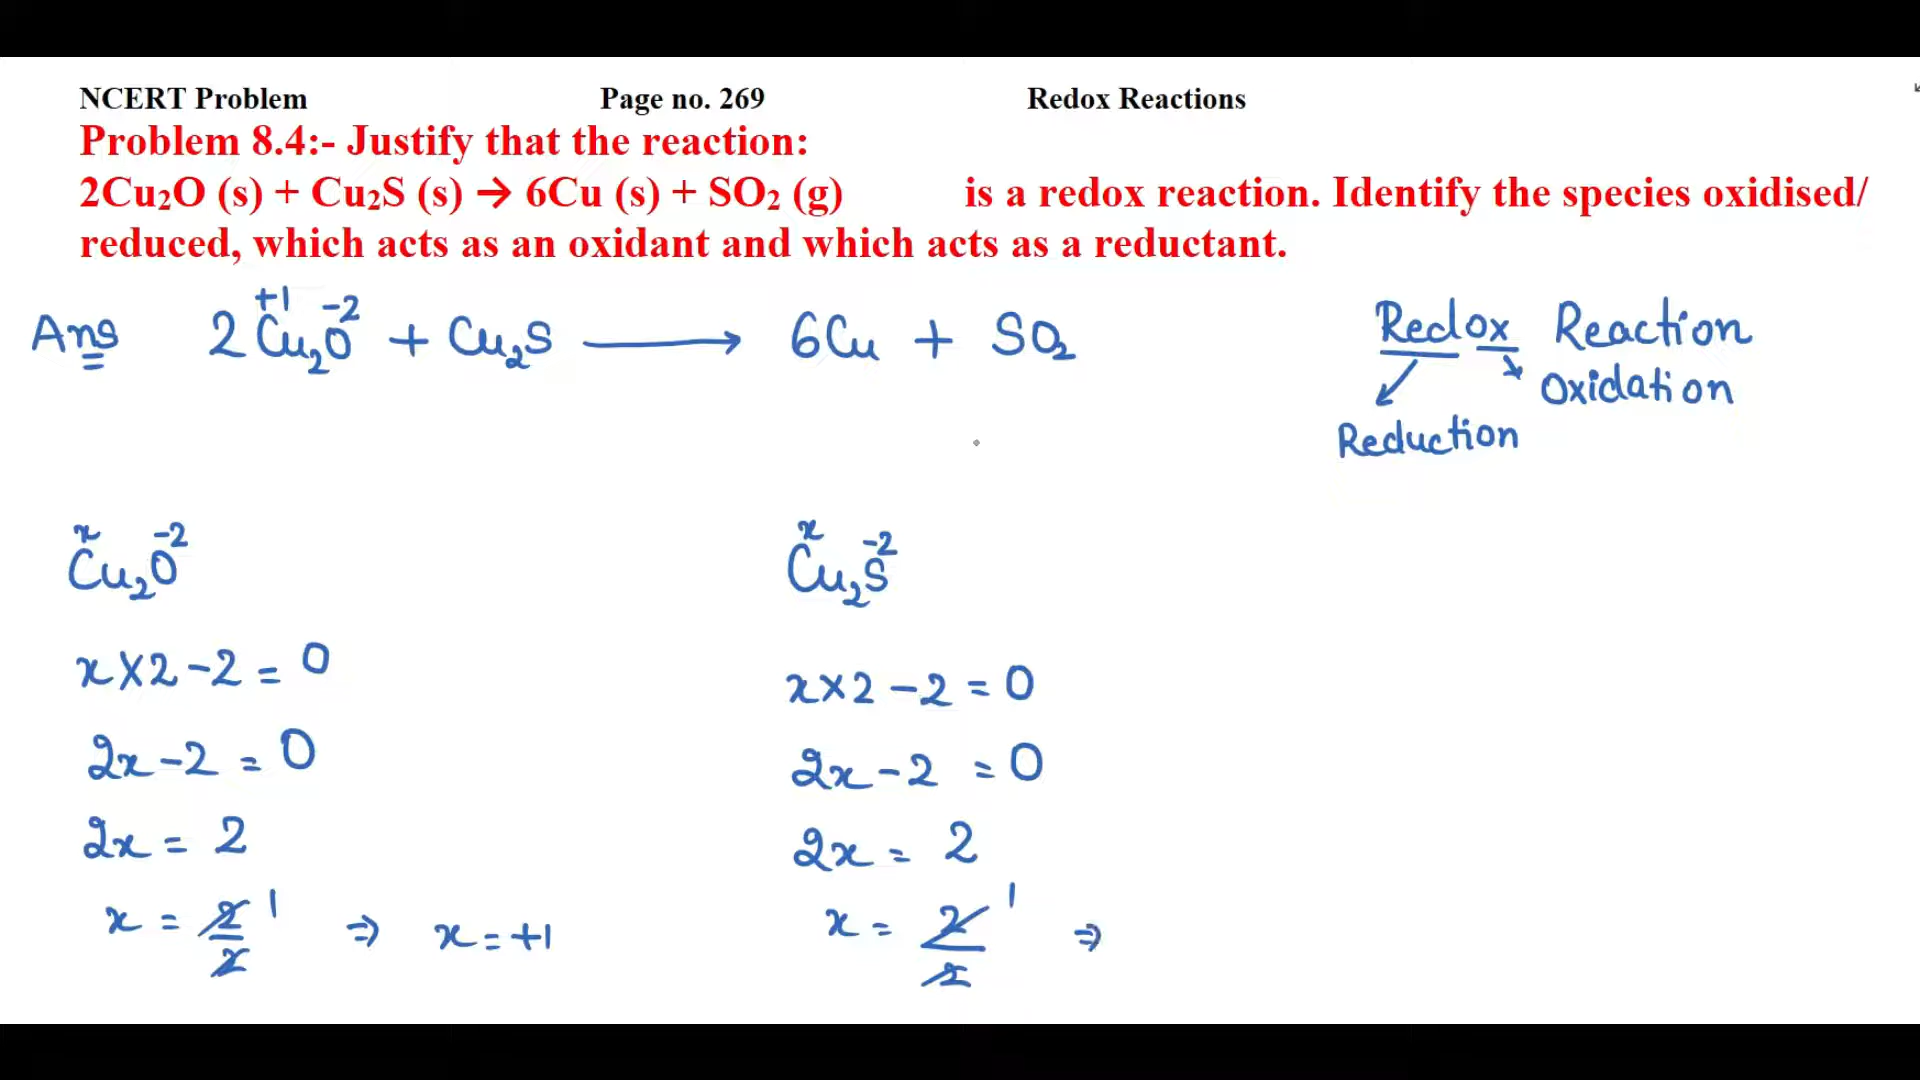 NCERT Problem Page no. 269 Redox Reactions
Problem 8.4:- Justify that the reaction:
2Cu₂O (s) + Cu₂S (s) → 6Cu (s) + SO₂ (g) is a redox reaction. Identify the species oxidised/
reduced, which acts as an oxidant and which acts as a reductant.
+1 -2
Ans 2Cu₂O + Cu₂S → 6Cu + SO₂ Redox Reaction
Oxidation
Reduction
x -2 x -2
Cu₂O Cu₂S
x×2-2=0 x×2-2=0
2x-2=0 2x-2=0
2x=2 2x=2
x=2/2 1 ⇒ x=+1 x=2/2 1 ⇒